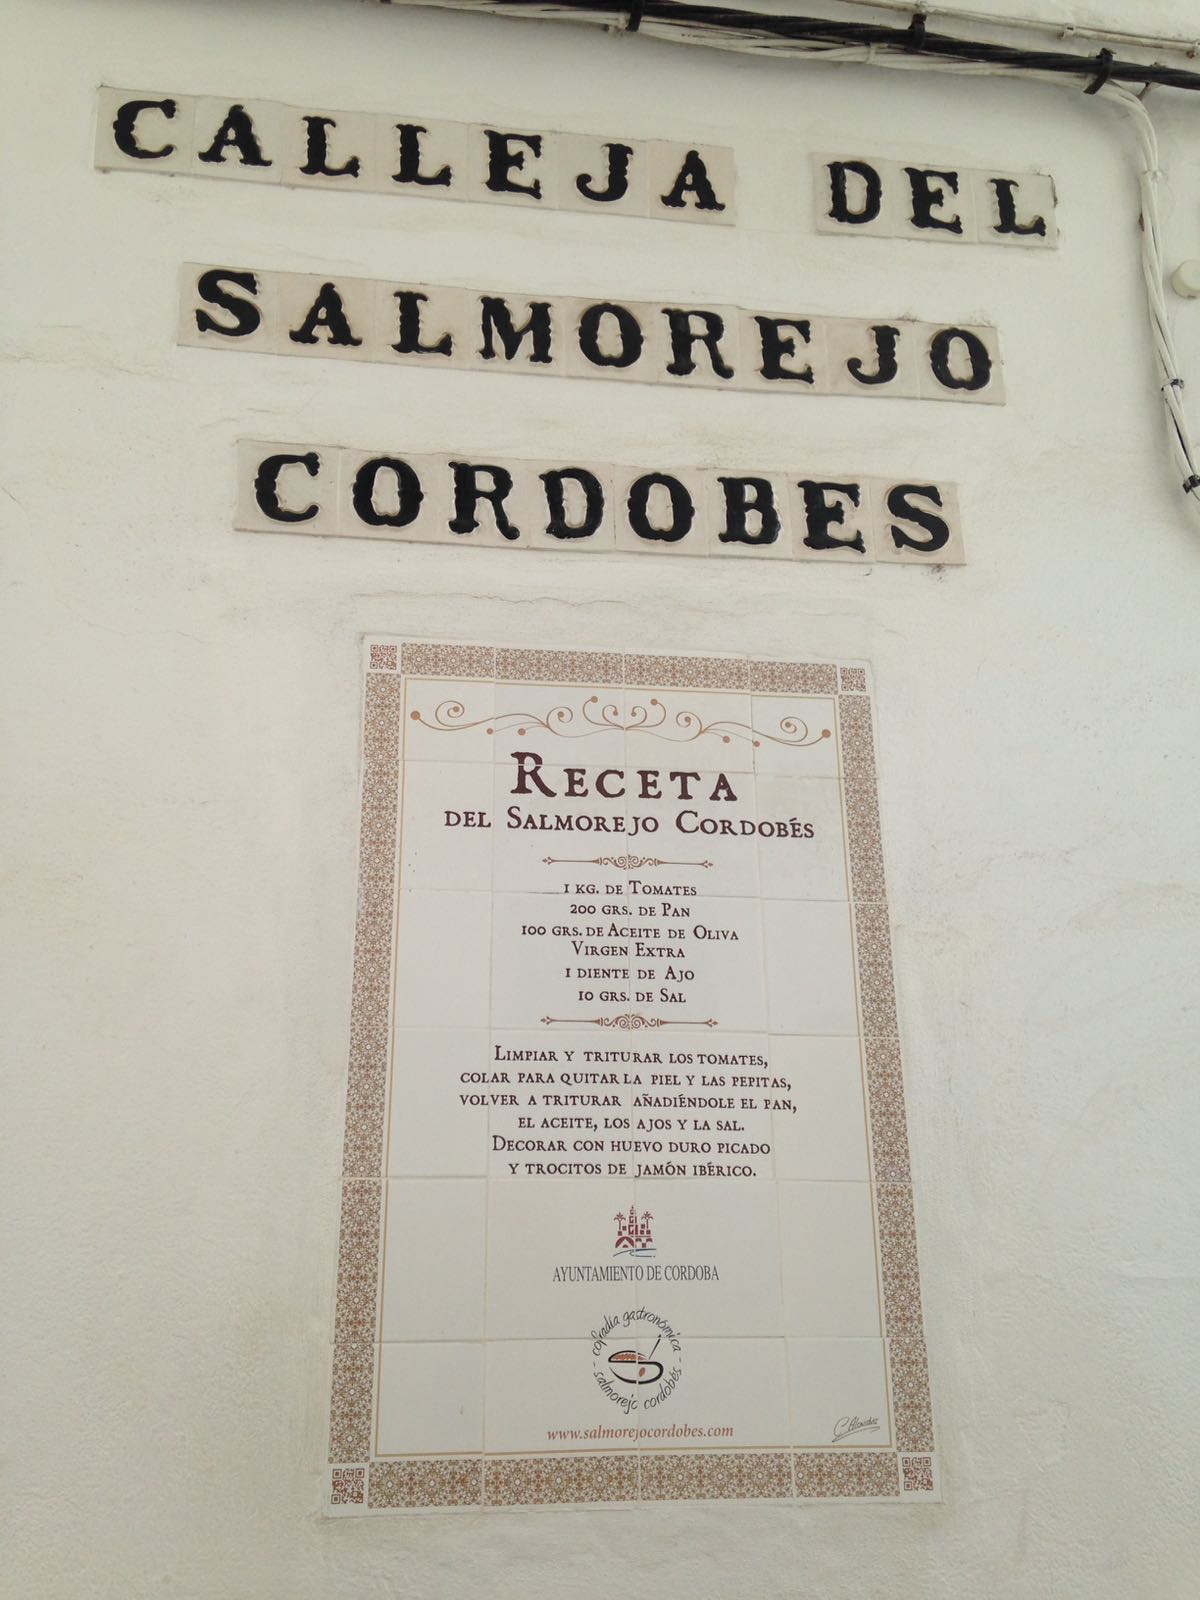 CALLEJA DEL
SALMOREJO
CORDOBES
RECETA
DEL SALMOREJO CORDOBÉS
1 KG. DE TOMATES
200 GRS. DE PAN
100 GRS. DE ACEITE DE OLIVA
VIRGEN EXTRA
1 DIENTE DE AJO
10 GRS. DE SAL
LIMPIAR Y TRITURAR LOS TOMATES,
COLAR PARA QUITAR LA PIEL Y LAS PEPITAS,
VOLVER A TRITURAR AÑADIÉNDOLE EL PAN,
EL ACEITE, LOS AJOS Y LA SAL.
DECORAR CON HUEVO DURO PICADO
Y TROCITOS DE JAMÓN IBÉRICO.
AYUNTAMIENTO DE CORDOBA
cofradía gastronómica
- salmorejo cordobés -
www.salmorejocordobes.com